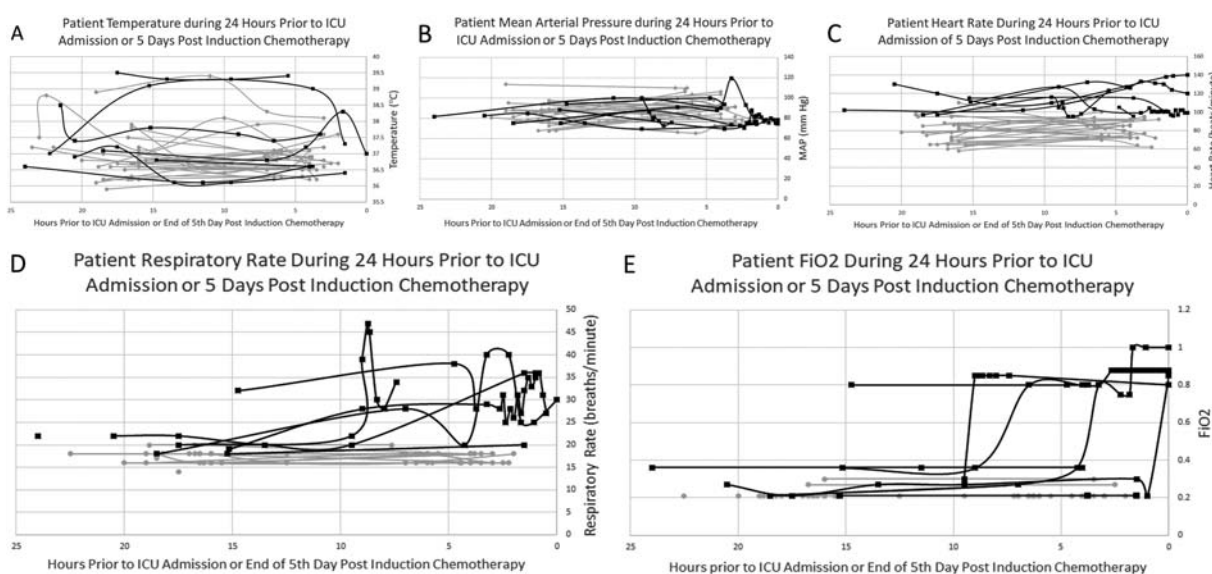 A
Patient Temperature during 24 Hours Prior to ICU
Admission or 5 Days Post Induction Chemotherapy
39.5
39
38.5
38
37.5
37
36.5
36
35.5
Temperature (°C)
25 20 15 10 5 0
Hours Prior to ICU Admission or End of 5th Day Post Induction Chemotherapy
B
Patient Mean Arterial Pressure during 24 Hours Prior to
ICU Admission or 5 Days Post Induction Chemotherapy
140
120
100
80
60
40
20
0
MAP (mm Hg)
25 20 15 10 5 0
Hours Prior to ICU Admission or End of 5th Day Post Induction Chemotherapy
C
Patient Heart Rate During 24 Hours Prior to ICU
Admission of 5 Days Post Induction Chemotherapy
160
140
120
100
80
60
40
20
0
Heart Rate (beats/minute)
25 20 15 10 5 0
Hours Prior to ICU Admission or End of 5th Day Post Induction Chemotherapy
D
Patient Respiratory Rate During 24 Hours Prior to ICU
Admission or 5 Days Post Induction Chemotherapy
50
45
40
35
30
25
20
15
10
5
0
Respiratory Rate (breaths/minute)
25 20 15 10 5 0
Hours Prior to ICU Admission or End of 5th Day Post Induction Chemotherapy
E
Patient FiO2 During 24 Hours Prior to ICU
Admission or 5 Days Post Induction Chemotherapy
1.2
1
0.8
0.6
0.4
0.2
0
FiO2
25 20 15 10 5 0
Hours prior to ICU Admission or End of 5th Day Post Induction Chemotherapy